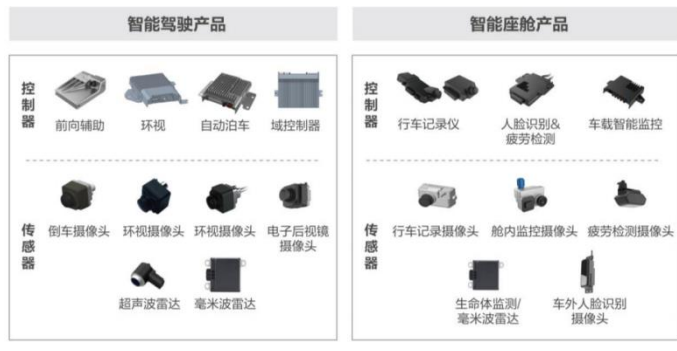 智能驾驶产品
控制器
前向辅助
环视
自动泊车
域控制器
传感器
倒车摄像头
环视摄像头
环视摄像头
电子后视镜
摄像头
超声波雷达
毫米波雷达
智能座舱产品
控制器
行车记录仪
人脸识别&
疲劳检测
车载智能监控
传感器
行车记录摄像头
舱内监控摄像头
疲劳检测摄像头
生命体监测/
毫米波雷达
车外人脸识别
摄像头